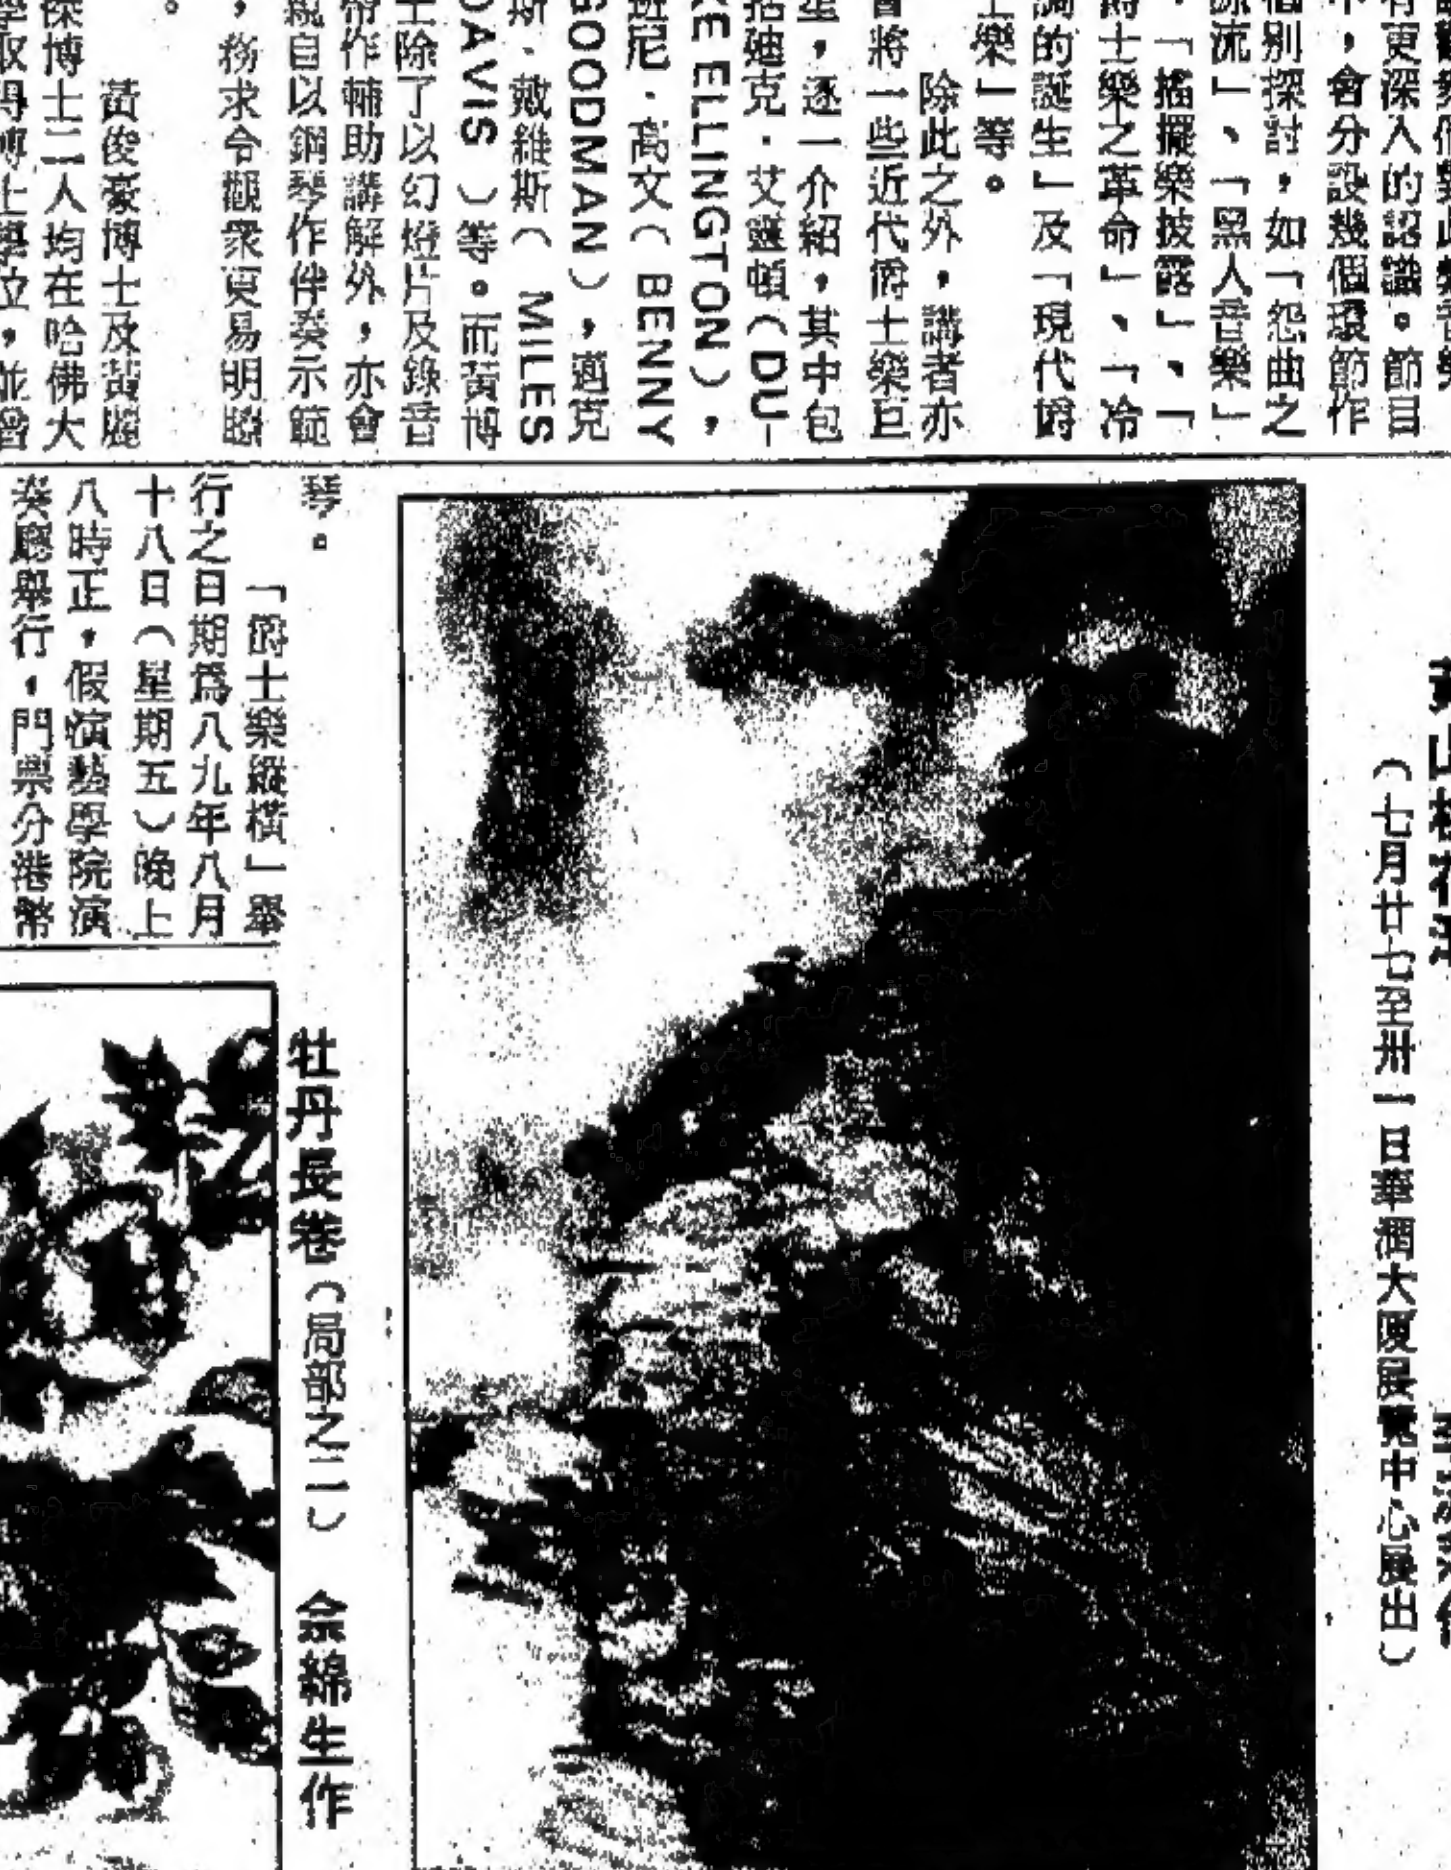 有更深入的認識。節目
中，會分設幾個環節作
個別探討，如「怨曲之
源流」、「黑人音樂」
、「搖擺樂披露」、「
爵士樂之革命」、「冷
調的誕生」及「現代爵
士樂」等。
除此之外，講者亦
會將一些近代爵士樂巨
星，逐一介紹，其中包
括廸克．艾靈頓（DU-
KE ELLINGTON），
班尼．高文（BENNY
GOODMAN），邁克
斯．戴維斯（MILES
DAVIS）等。而黃博
士除了以幻燈片及錄音
帶作輔助講解外，亦會
親自以鋼琴作伴奏示範
，務求令觀眾更易明瞭
。
黃俊豪博士及黃麗
博士二人均在哈佛大
學取得博士學位，並曾
琴。
「爵士樂縱橫」舉
行之日期爲八九年八月
十八日（星期五）晚上
八時正，假演藝學院演
奏廳舉行，門票分港幣
（七月廿七至卅一日華潤大厦展覽中心展出）
牡丹長卷（局部之二）　余綿生作